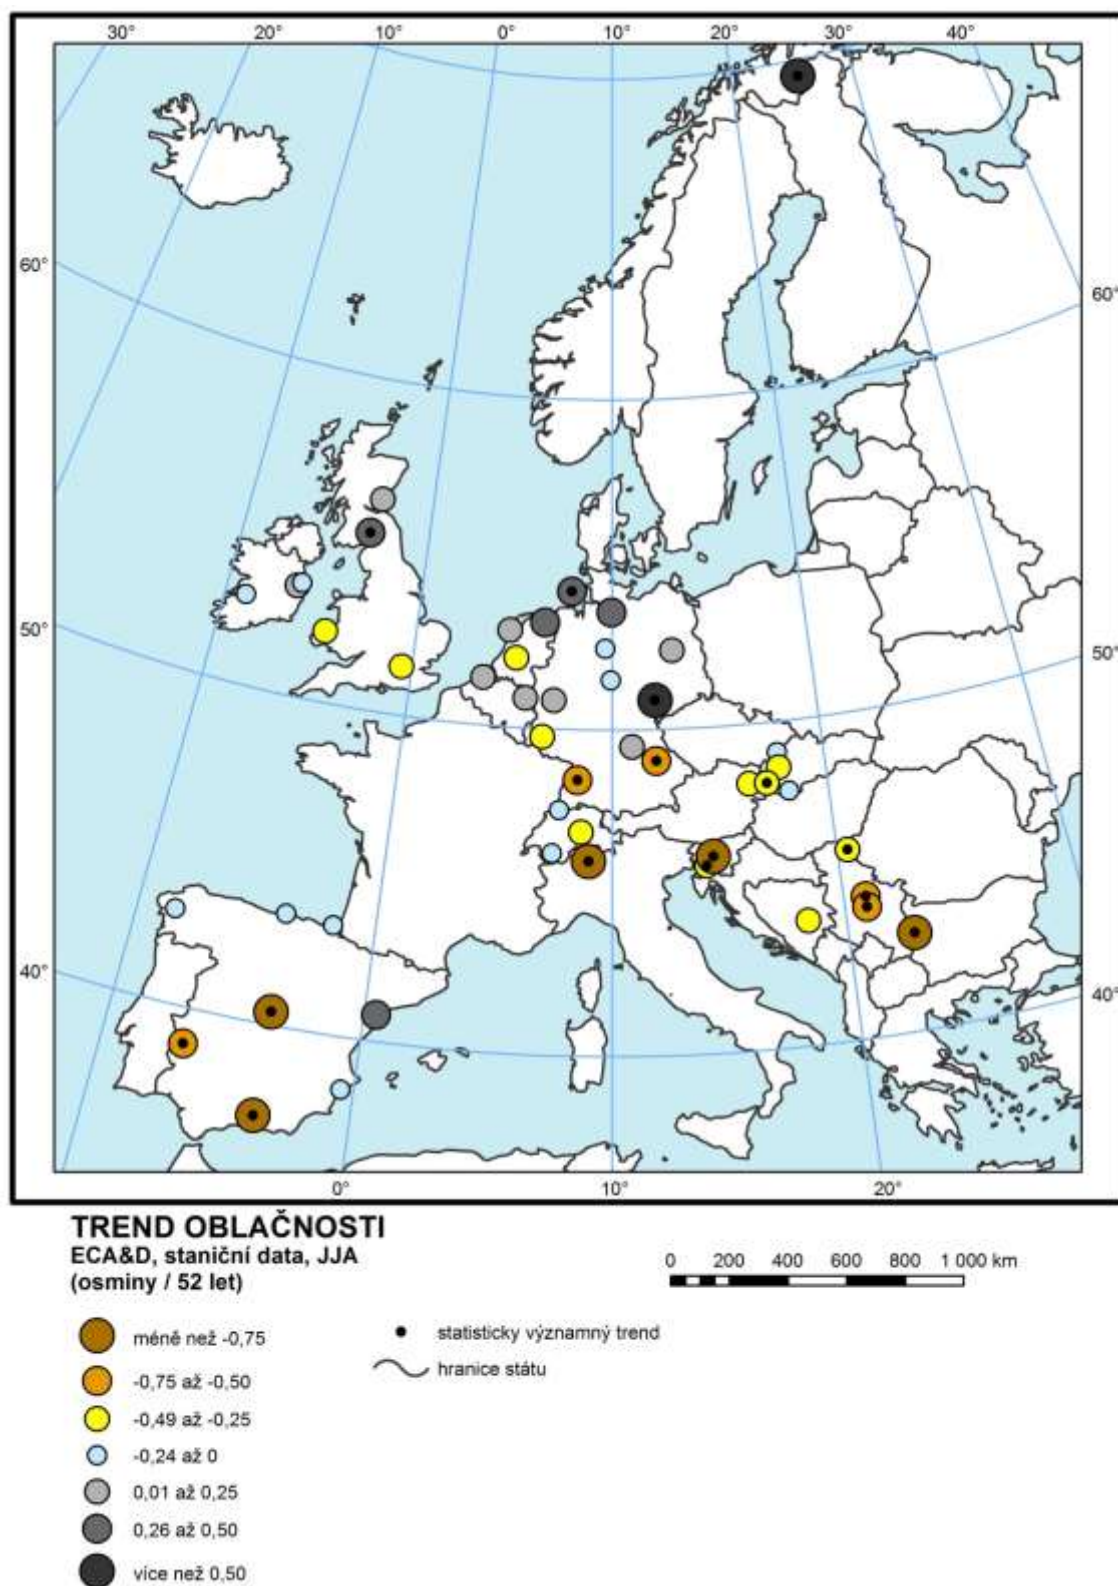 30° 20° 10° 0° 10° 20° 30° 40°
60°
60°
50°
50°
40°
40°
0° 10° 20°
TREND OBLAČNOSTI
ECA&D, staniční data, JJA
(osminy / 52 let)
0 200 400 600 800 1 000 km
méně než -0,75
-0,75 až -0,50
-0,49 až -0,25
-0,24 až 0
0,01 až 0,25
0,26 až 0,50
více než 0,50
statisticky významný trend
hranice státu